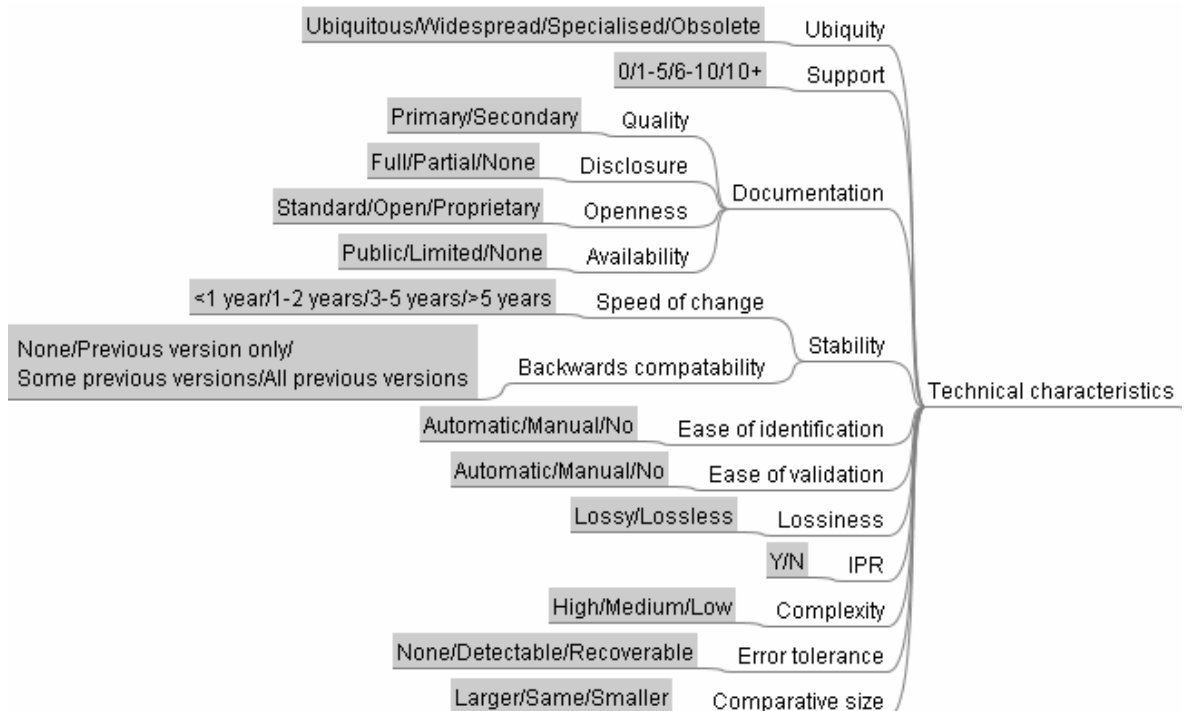 Ubiquitous/Widespread/Specialised/Obsolete Ubiquity
0/1-5/6-10/10+ Support
Primary/Secondary Quality
Full/Partial/None Disclosure
Documentation
Standard/Open/Proprietary Openness
Public/Limited/None Availability
<1 year/1-2 years/3-5 years/>5 years Speed of change
Stability
None/Previous version only/
Some previous versions/All previous versions
Backwards compatability
Technical characteristics
Automatic/Manual/No Ease of identification
Automatic/Manual/No Ease of validation
Lossy/Lossless Lossiness
Y/N IPR
High/Medium/Low Complexity
None/Detectable/Recoverable Error tolerance
Larger/Same/Smaller Comparative size